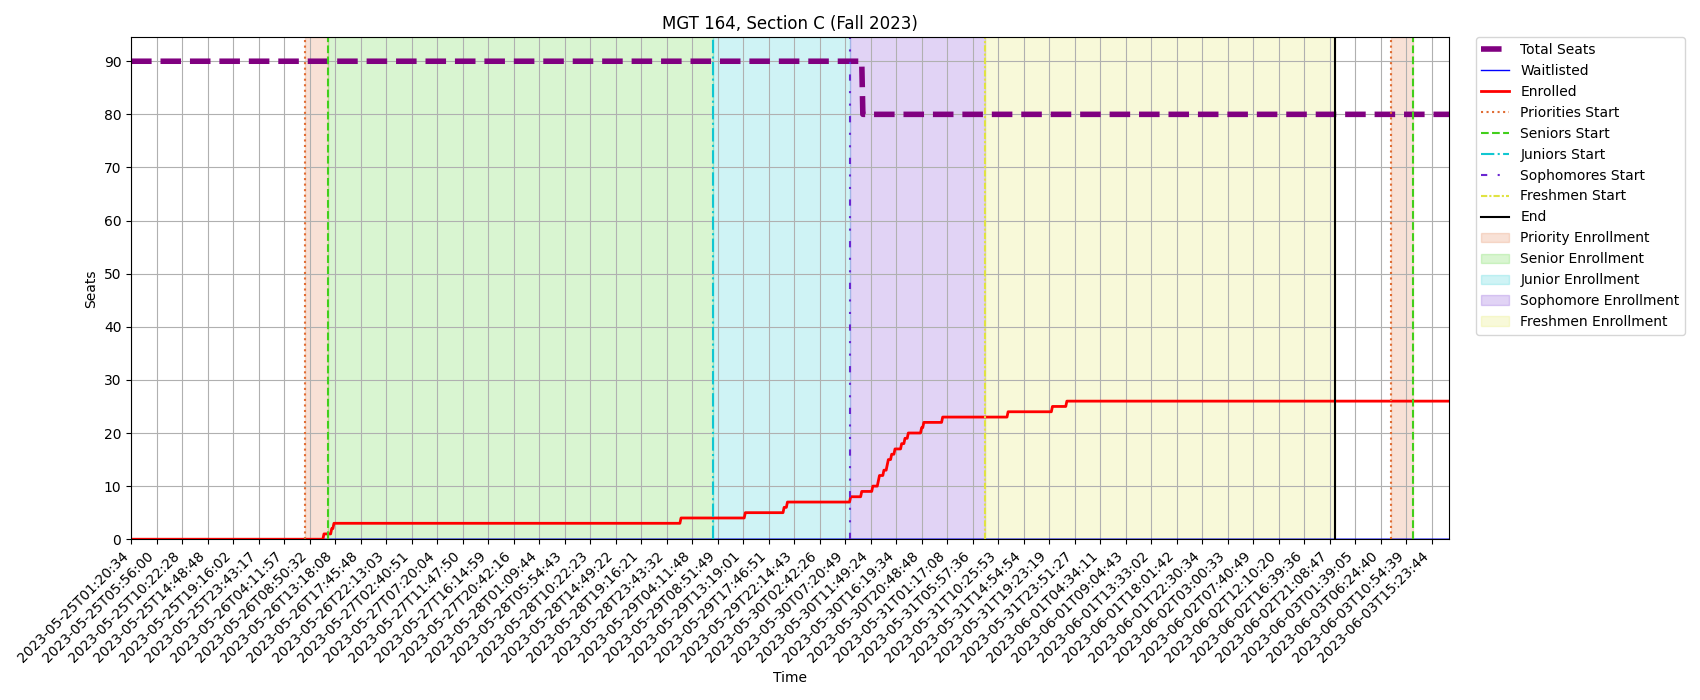 MGT 164, Section C (Fall 2023)
Seats
90
80
70
60
50
40
30
20
10
0
2023-05-25T01:20:34
2023-05-25T05:56:00
2023-05-25T10:22:28
2023-05-25T14:48:48
2023-05-25T19:16:02
2023-05-25T23:43:17
2023-05-26T04:11:57
2023-05-26T08:50:32
2023-05-26T13:18:08
2023-05-26T17:45:48
2023-05-26T22:13:03
2023-05-27T02:40:51
2023-05-27T07:20:04
2023-05-27T11:47:50
2023-05-27T16:14:59
2023-05-27T20:42:16
2023-05-28T01:09:44
2023-05-28T05:54:43
2023-05-28T10:22:23
2023-05-28T14:49:22
2023-05-28T19:16:21
2023-05-28T23:43:32
2023-05-29T04:11:48
2023-05-29T08:51:49
2023-05-29T13:19:01
2023-05-29T17:46:51
2023-05-29T22:14:43
2023-05-30T02:42:26
2023-05-30T07:20:49
2023-05-30T11:49:24
2023-05-30T16:19:34
2023-05-30T20:48:48
2023-05-31T01:17:08
2023-05-31T05:57:36
2023-05-31T10:25:53
2023-05-31T14:54:54
2023-05-31T19:23:19
2023-05-31T23:51:27
2023-06-01T04:34:11
2023-06-01T09:04:43
2023-06-01T13:33:02
2023-06-01T18:01:42
2023-06-01T22:30:34
2023-06-02T03:00:33
2023-06-02T07:40:49
2023-06-02T12:10:20
2023-06-02T16:39:36
2023-06-02T21:08:47
2023-06-03T01:39:05
2023-06-03T06:24:40
2023-06-03T10:54:39
2023-06-03T15:23:44
Time
Total Seats
Waitlisted
Enrolled
Priorities Start
Seniors Start
Juniors Start
Sophomores Start
Freshmen Start
End
Priority Enrollment
Senior Enrollment
Junior Enrollment
Sophomore Enrollment
Freshmen Enrollment